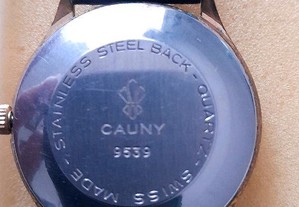 STAINLESS STEEL BACK - QUARTZ - SWISS MADE -
CAUNY
9539